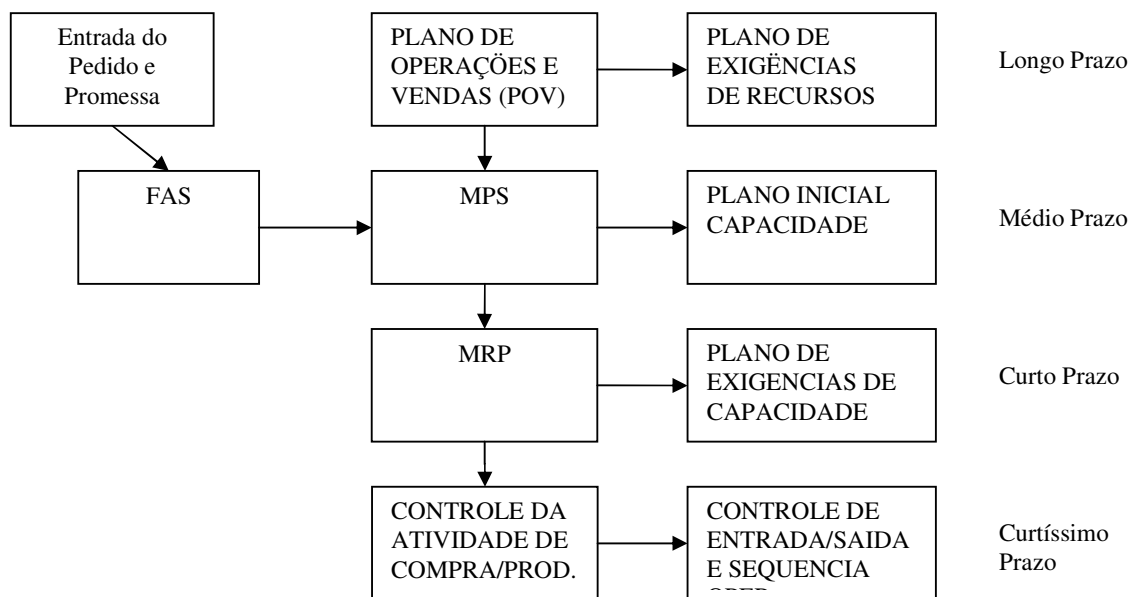 Entrada do
Pedido e
Promessa
PLANO DE
OPERAÇÖES E
VENDAS (POV)
PLANO DE
EXIGËNCIAS
DE RECURSOS
Longo Prazo
FAS
MPS
PLANO INICIAL
CAPACIDADE
Médio Prazo
MRP
PLANO DE
EXIGENCIAS DE
CAPACIDADE
Curto Prazo
CONTROLE DA
ATIVIDADE DE
COMPRA/PROD.
CONTROLE DE
ENTRADA/SAIDA
E SEQUENCIA
Curtíssimo
Prazo